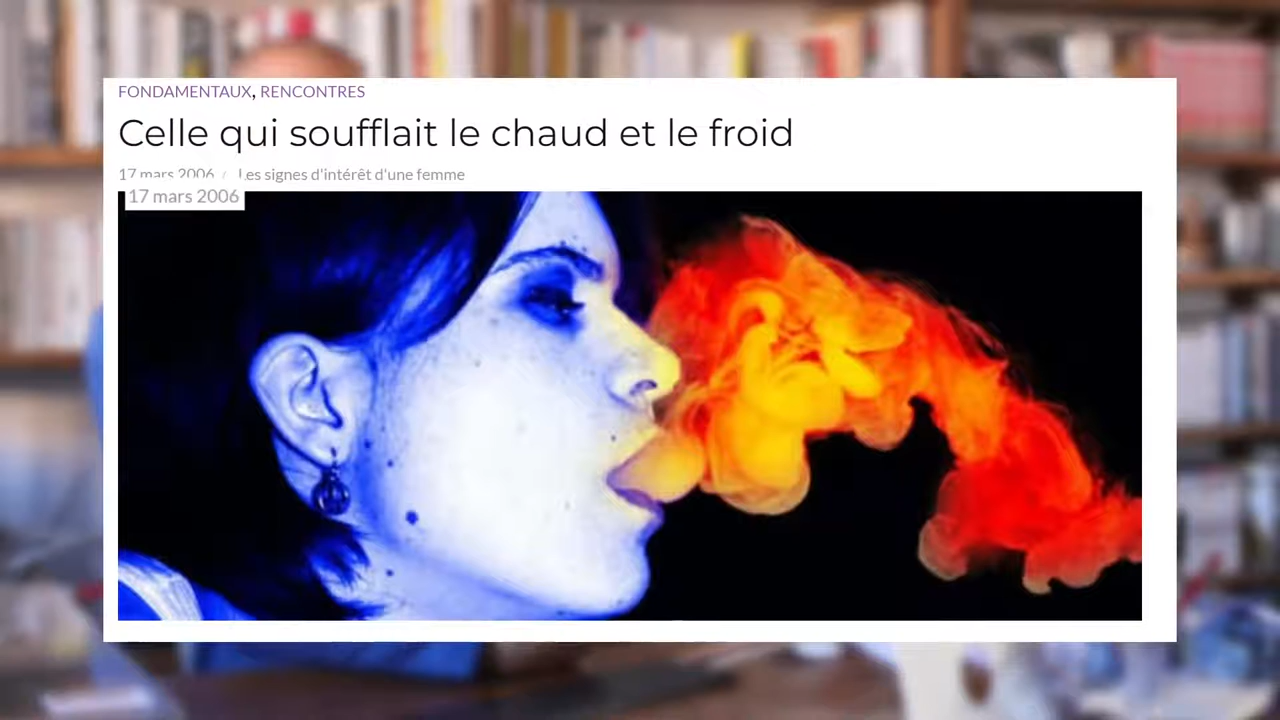 FONDAMENTAUX, RENCONTRES
Celle qui soufflait le chaud et le froid
17 mars 2006 / Les signes d'intérêt d'une femme
17 mars 2006